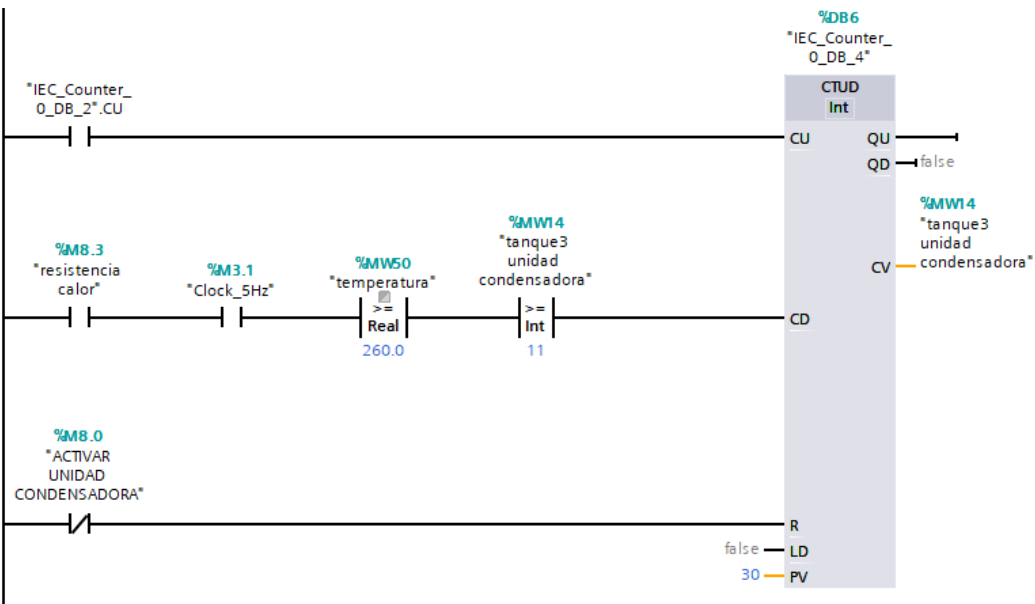 %DB6
"IEC_Counter_
0_DB_4"
CTUD
Int
"IEC_Counter_
0_DB_2".CU
CU
QU
QD
false
%MW14
"tanque3
unidad
condensadora"
CV
%M8.3
"resistencia
calor"
%M3.1
"Clock_5Hz"
%MW50
"temperatura"
>=
Real
260.0
%MW14
"tanque3
unidad
condensadora"
>=
Int
11
CD
%M8.0
"ACTIVAR
UNIDAD
CONDENSADORA"
R
false
LD
30
PV